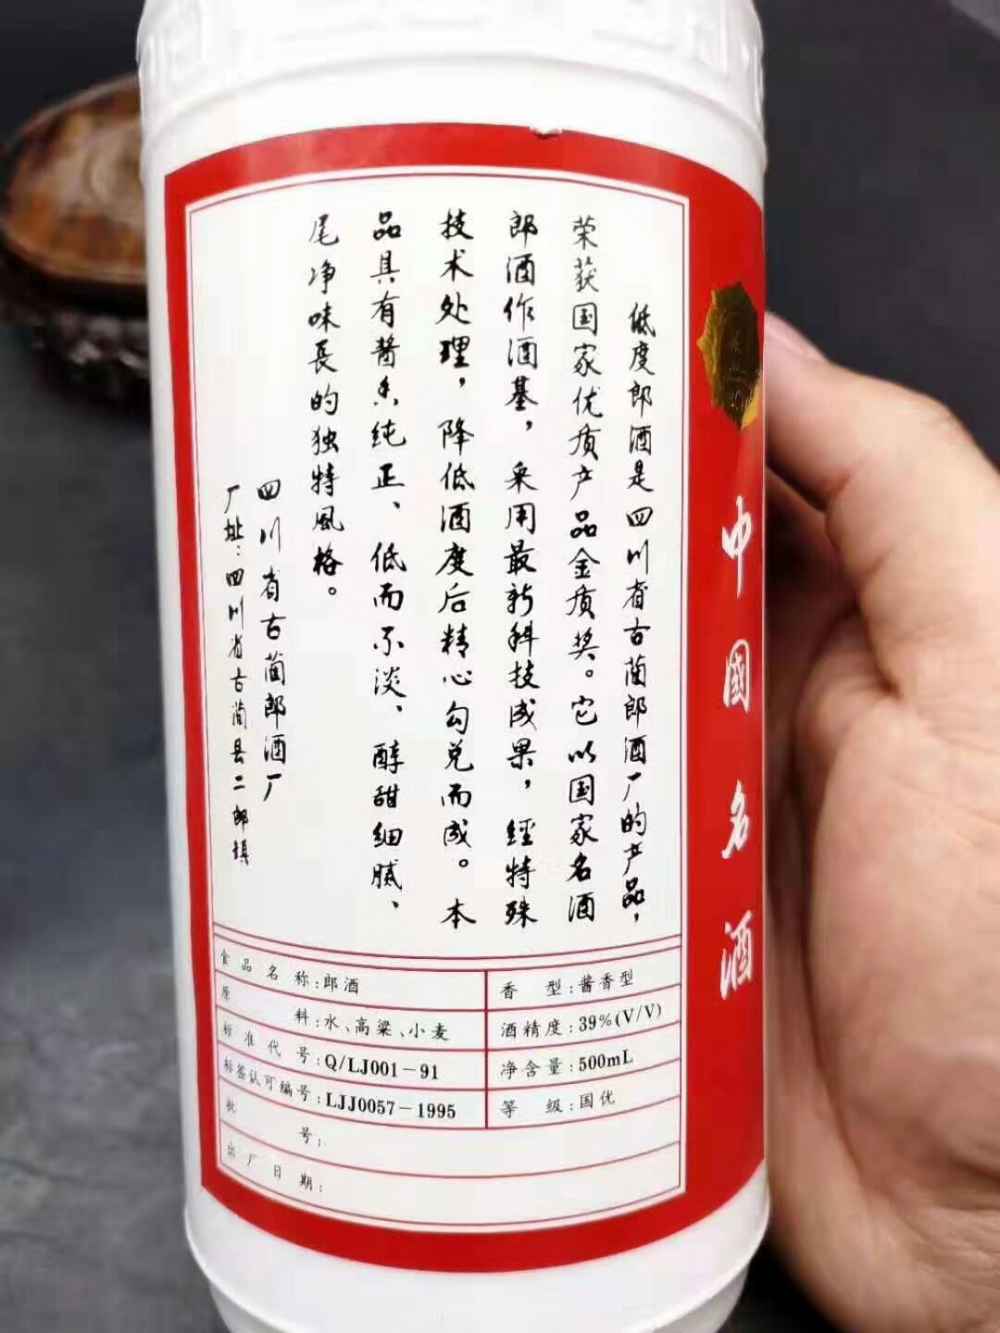 低度郎酒是四川省古蔺郎酒厂的产品，
荣获国家优质产品金质奖。它以国家名酒
郎酒作酒基，采用最新科技成果，經特殊
技术处理，降低酒度后精心勾兑而成。本
品具有酱香纯正、低而不淡、醇甜细腻、
尾净味長的独特風格。
四川省古蔺郎酒厂
厂址：四川省古蔺县二郎镇
食品名称：郎酒
香型：酱香型
原料：水、高粱、小麦
酒精度：39%(V/V)
标准代号：Q/LJ001－91
净含量：500mL
标签认可编号：LJJ0057－1995
等级：国优
批号：
出厂日期：
中國名酒